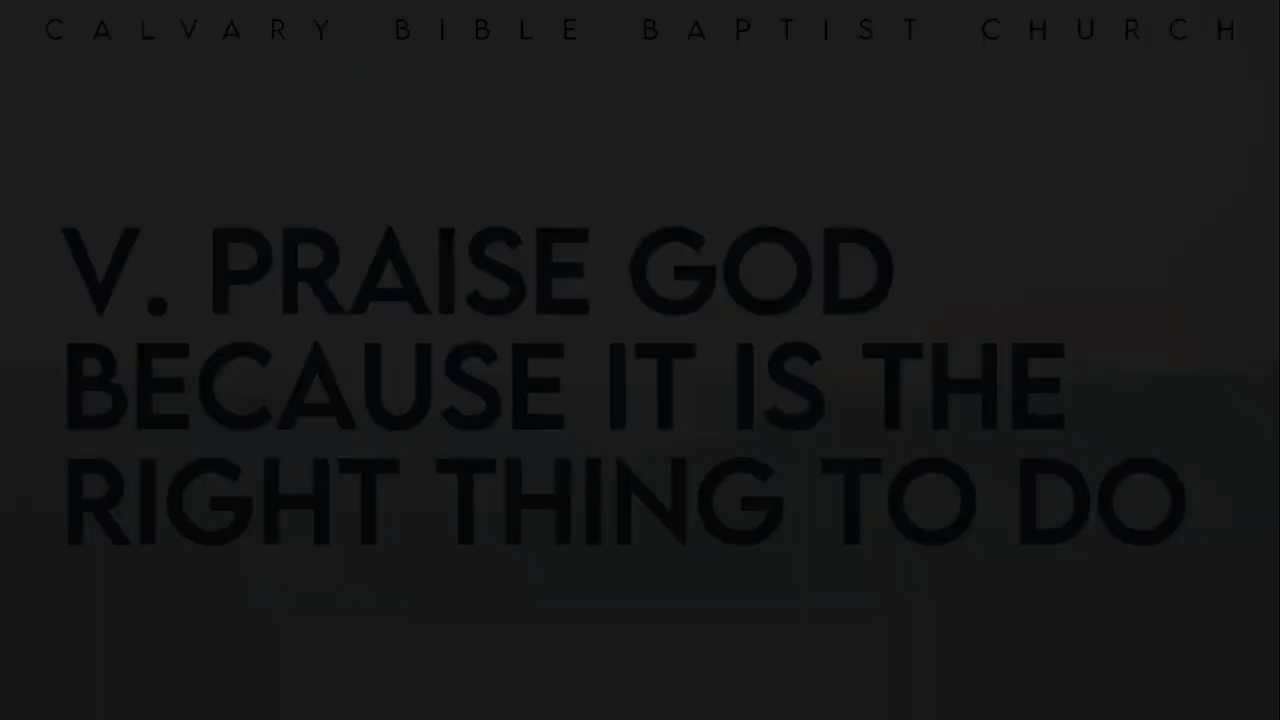 CALVARY BIBLE BAPTIST CHURCH
V. PRAISE GOD
BECAUSE IT IS THE
RIGHT THING TO DO